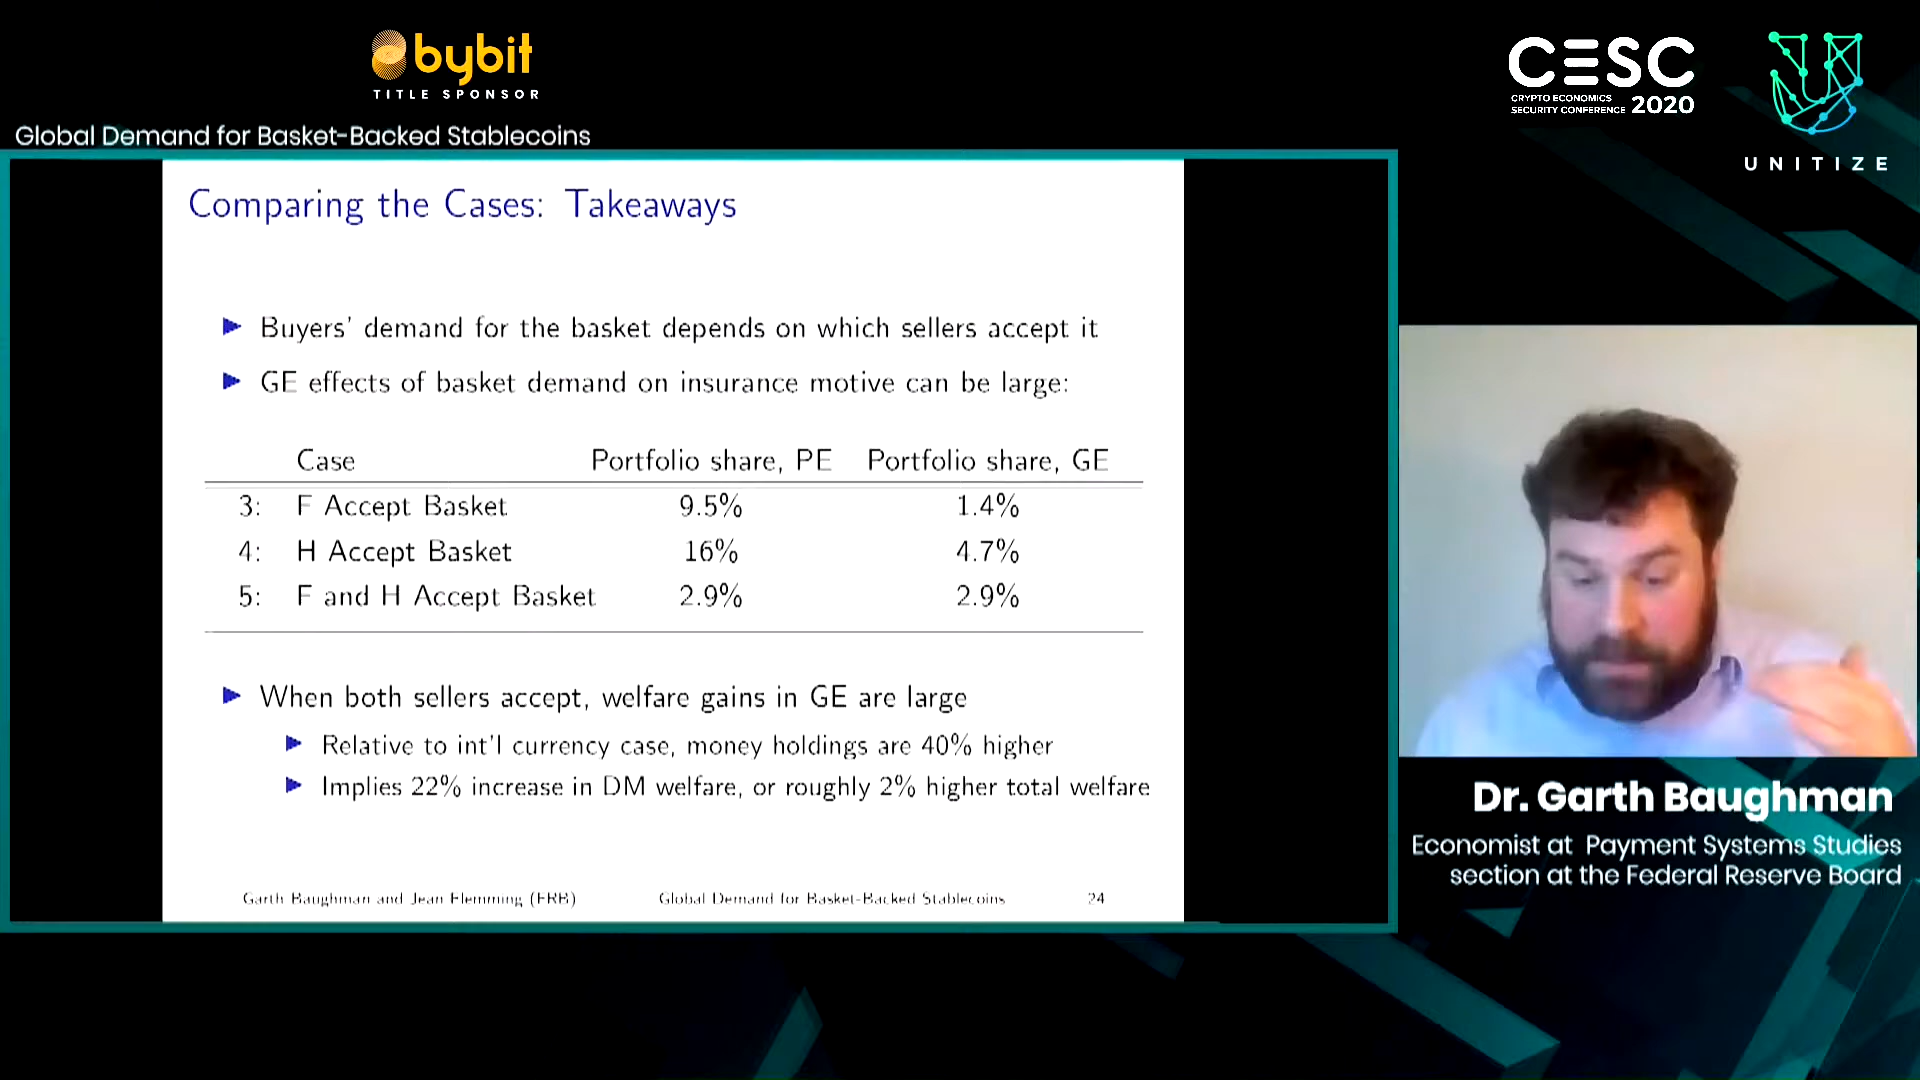 bybit
TITLE SPONSOR
CESC
CRYPTO ECONOMICS
SECURITY CONFERENCE 2020
UNITIZE
Global Demand for Basket-Backed Stablecoins
Comparing the Cases: Takeaways
Buyers' demand for the basket depends on which sellers accept it
GE effects of basket demand on insurance motive can be large:
Case Portfolio share, PE Portfolio share, GE
3: F Accept Basket 9.5% 1.4%
4: H Accept Basket 16% 4.7%
5: F and H Accept Basket 2.9% 2.9%
When both sellers accept, welfare gains in GE are large
Relative to int'l currency case, money holdings are 40% higher
Implies 22% increase in DM welfare, or roughly 2% higher total welfare
Garth Baughman and Jean Flemming (FRB) Global Demand for Basket-Backed Stablecoins 24
Dr. Garth Baughman
Economist at Payment Systems Studies
section at the Federal Reserve Board